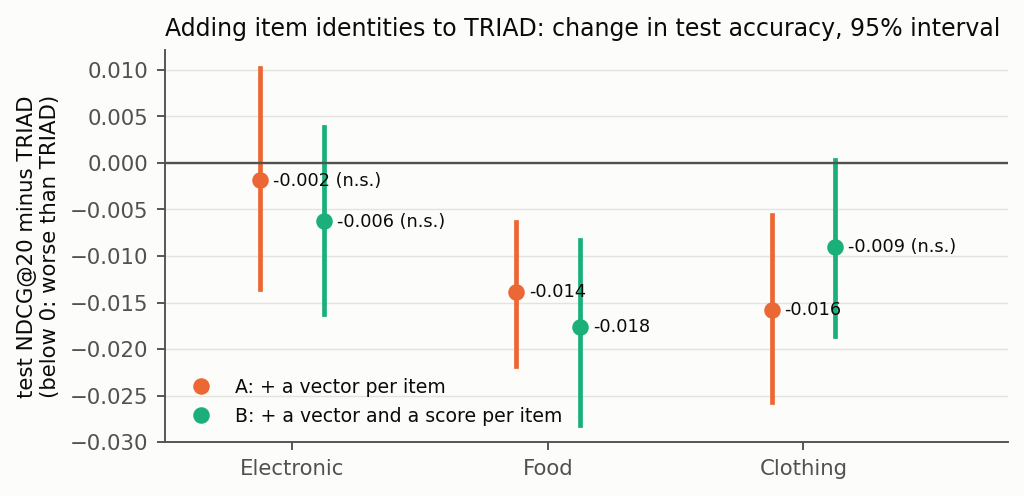 Adding item identities to TRIAD: change in test accuracy, 95% interval
test NDCG@20 minus TRIAD
(below 0: worse than TRIAD)
0.010
0.005
0.000
−0.005
−0.010
−0.015
−0.020
−0.025
−0.030
-0.002 (n.s.)
-0.006 (n.s.)
-0.014
-0.018
-0.016
-0.009 (n.s.)
A: + a vector per item
B: + a vector and a score per item
Electronic
Food
Clothing